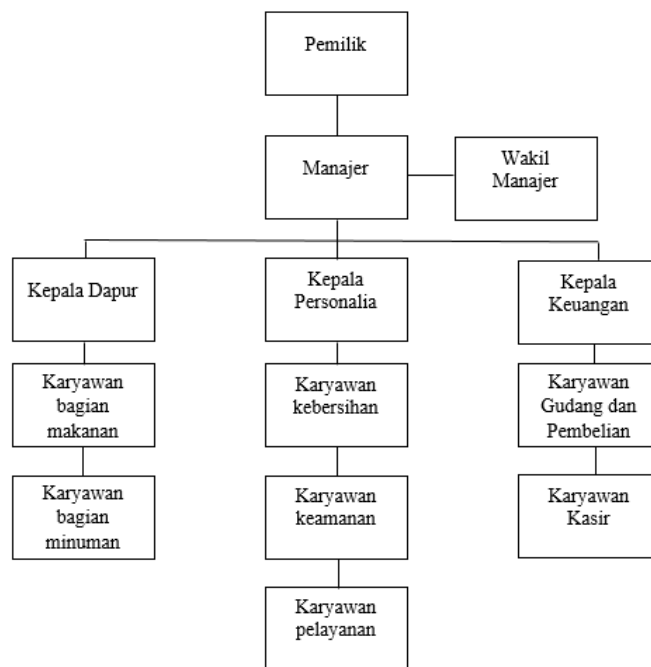 Pemilik
Manajer
Wakil
Manajer
Kepala Dapur
Kepala
Personalia
Kepala
Keuangan
Karyawan
bagian
makanan
Karyawan
kebersihan
Karyawan
Gudang dan
Pembelian
Karyawan
bagian
minuman
Karyawan
keamanan
Karyawan
Kasir
Karyawan
pelayanan